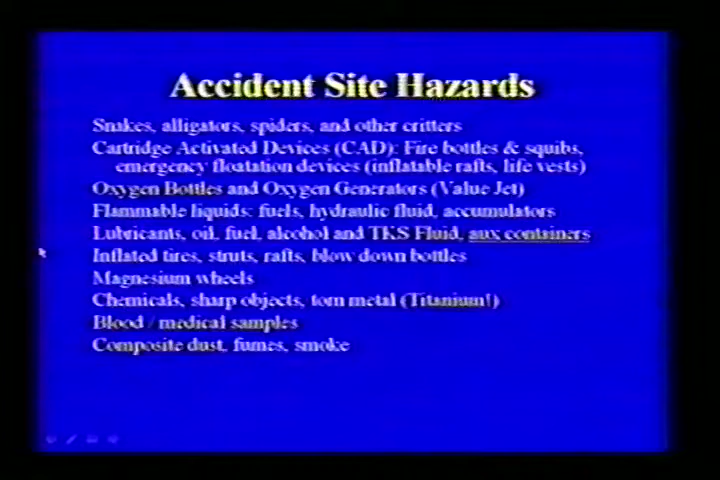 Accident Site Hazards
Snakes, alligators, spiders, and other critters
Cartridge Activated Devices (CAD): Fire bottles & squibs,
emergency floatation devices (inflatable rafts, life vests)
Oxygen Bottles and Oxygen Generators (Value Jet)
Flammable liquids: fuels, hydraulic fluid, accumulators
Lubricants, oil, fuel, alcohol and TKS Fluid, aux containers
Inflated tires, struts, rafts, blow down bottles
Magnesium wheels
Chemicals, sharp objects, torn metal (Titanium!)
Blood / medical samples
Composite dust, fumes, smoke